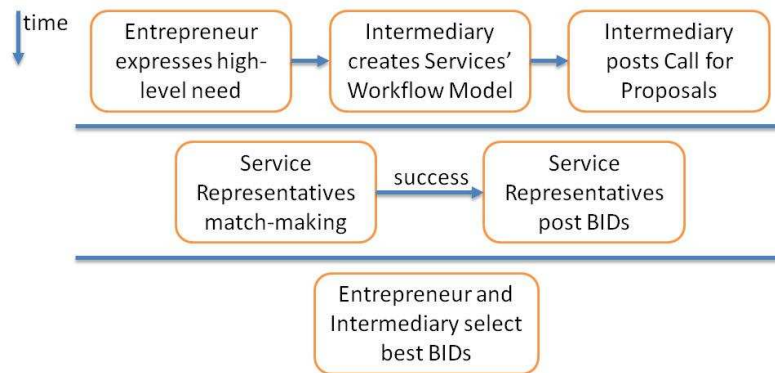 time
Entrepreneur
expresses high-
level need
Intermediary
creates Services’
Workflow Model
Intermediary
posts Call for
Proposals
Service
Representatives
match-making
success
Service
Representatives
post BIDs
Entrepreneur and
Intermediary select
best BIDs